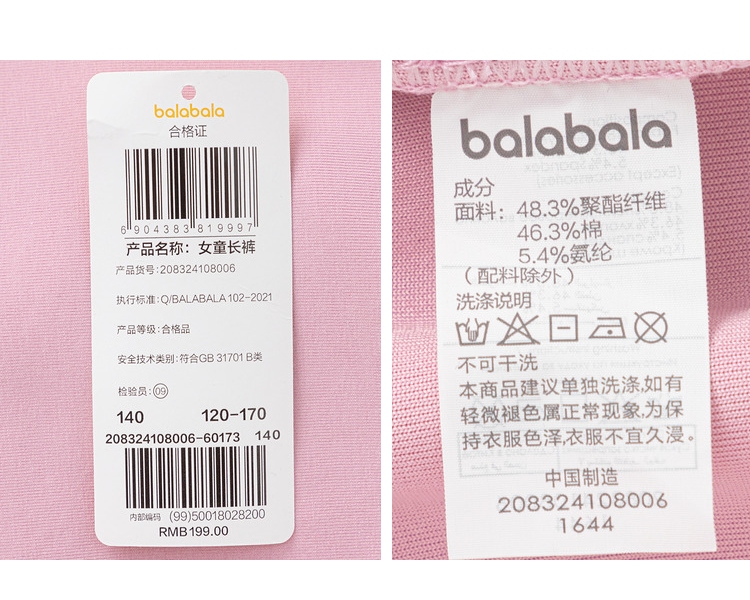 balabala
合格证
6 904383 819997
产品名称：女童长裤
产品货号：208324108006
执行标准：Q/BALABALA 102-2021
产品等级：合格品
安全技术类别：符合GB 31701 B类
检验员：09
140 120-170
208324108006-60173 140
内部编码 (99)50018028200
RMB199.00
balabala
成分
面料：48.3%聚酯纤维
46.3%棉
5.4%氨纶
（配料除外）
洗涤说明
不可干洗
本商品建议单独洗涤,如有
轻微褪色属正常现象,为保
持衣服色泽,衣服不宜久浸。
中国制造
208324108006
1644